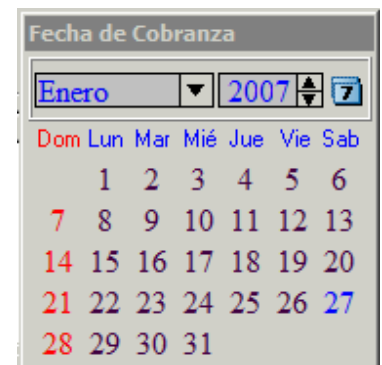 Fecha de Cobranza
Enero 2007 7
Dom Lun Mar Mié Jue Vie Sab
1 2 3 4 5 6
7 8 9 10 11 12 13
14 15 16 17 18 19 20
21 22 23 24 25 26 27
28 29 30 31